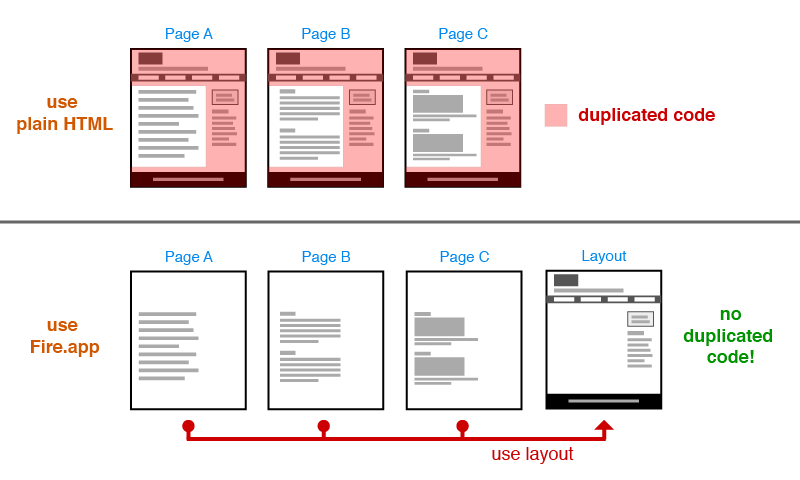 Page A
Page B
Page C
use
plain HTML
duplicated code
Page A
Page B
Page C
Layout
use
Fire.app
no
duplicated
code!
use layout